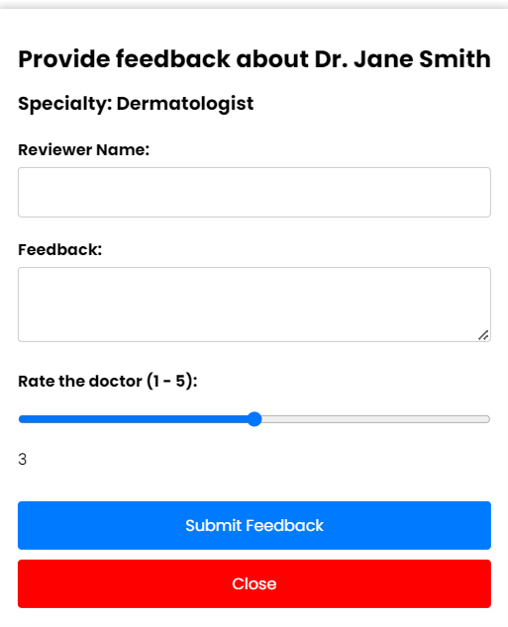 Provide feedback about Dr. Jane Smith
Specialty: Dermatologist
Reviewer Name:
Feedback:
Rate the doctor (1 - 5):
3
Submit Feedback
Close